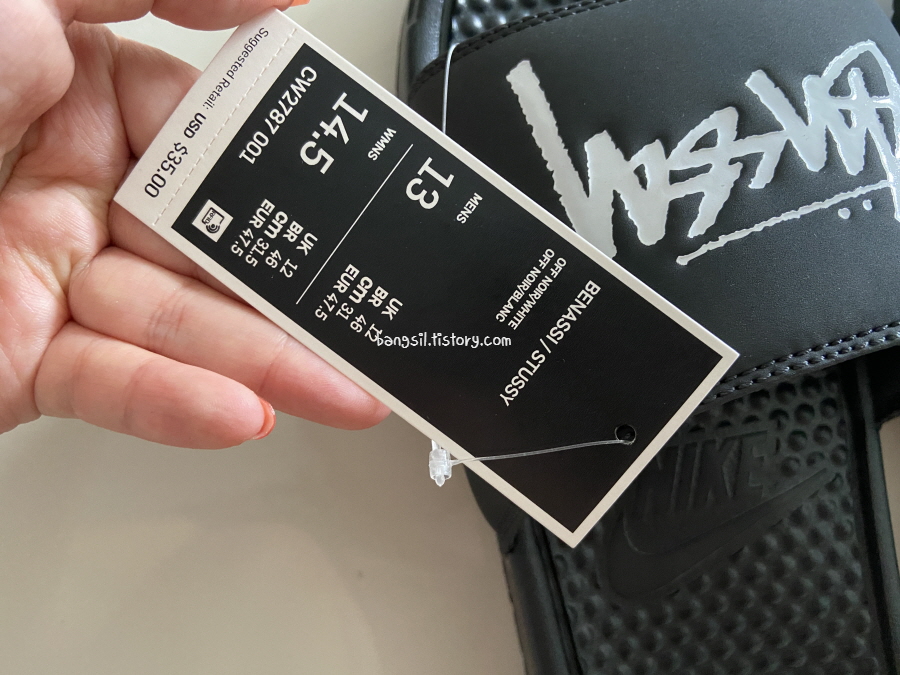 Suggested Retail: USD $35.00
CW2787 001
WMNS
14.5
UK 12
BR 46
CM 31.5
EUR 47.5
MENS
13
UK 12
BR 46
CM 31
EUR 47.5
OFF NOIR/WHITE
OFF NOIR/BLANC
BENASSI / STUSSY
bangsil.tistory.com
Stussy
NIKE